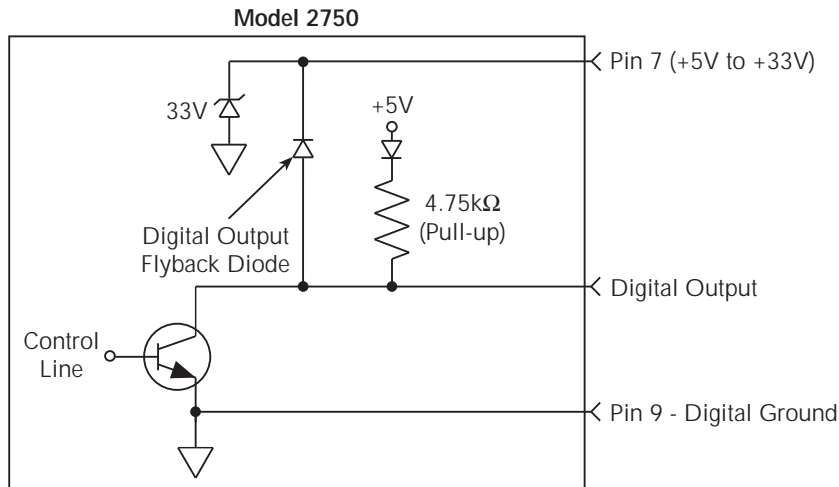 Model 2750
Pin 7 (+5V to +33V)
33V
+5V
4.75kΩ
(Pull-up)
Digital Output
Flyback Diode
Digital Output
Control
Line
Pin 9 - Digital Ground